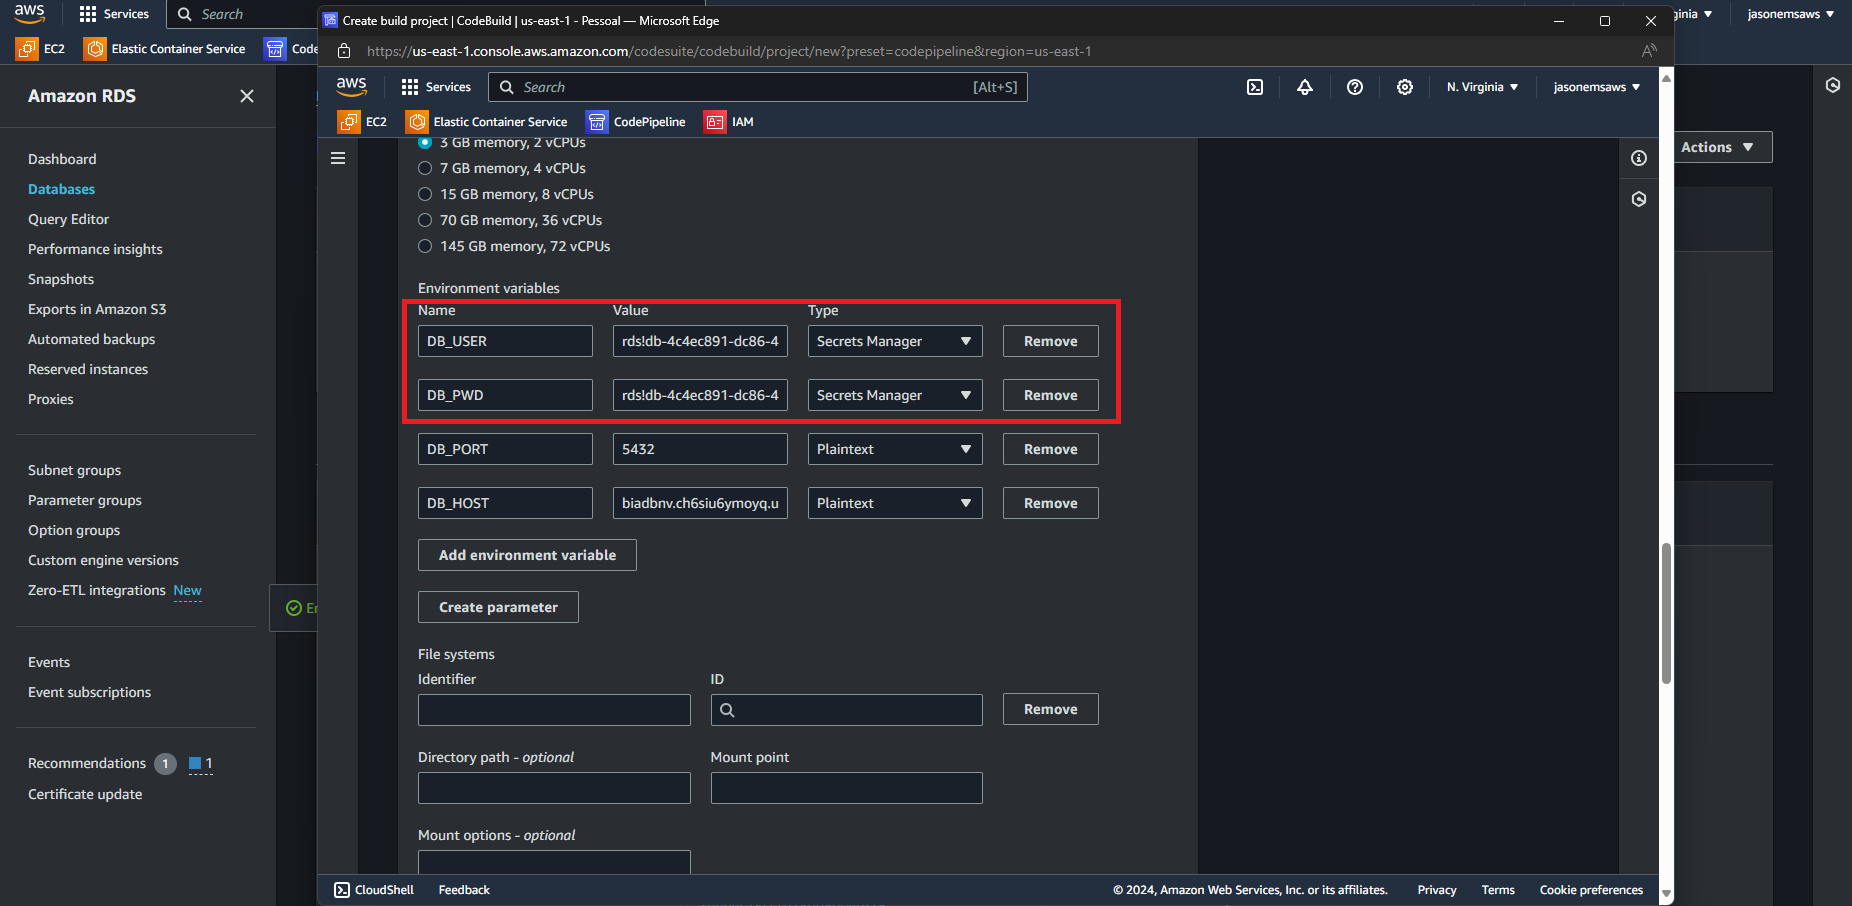 aws
Services
Search
ginia
jasonemsaws
EC2
Elastic Container Service
Code
Amazon RDS
Dashboard
Databases
Query Editor
Performance insights
Snapshots
Exports in Amazon S3
Automated backups
Reserved instances
Proxies
Subnet groups
Parameter groups
Option groups
Custom engine versions
Zero-ETL integrations New
Events
Event subscriptions
Recommendations 1 1
Certificate update
Actions
Create build project | CodeBuild | us-east-1 - Pessoal — Microsoft Edge
https://us-east-1.console.aws.amazon.com/codesuite/codebuild/project/new?preset=codepipeline&region=us-east-1
aws
Services
Search
[Alt+S]
N. Virginia
jasonemsaws
EC2
Elastic Container Service
CodePipeline
IAM
3 GB memory, 2 vCPUs
7 GB memory, 4 vCPUs
15 GB memory, 8 vCPUs
70 GB memory, 36 vCPUs
145 GB memory, 72 vCPUs
Environment variables
Name Value Type
DB_USER rds!db-4c4ec891-dc86-4 Secrets Manager Remove
DB_PWD rds!db-4c4ec891-dc86-4 Secrets Manager Remove
DB_PORT 5432 Plaintext Remove
DB_HOST biadbnv.ch6siu6ymoyq.u Plaintext Remove
Add environment variable
Create parameter
File systems
Identifier ID
Remove
Directory path - optional Mount point
Mount options - optional
CloudShell Feedback
© 2024, Amazon Web Services, Inc. or its affiliates. Privacy Terms Cookie preferences